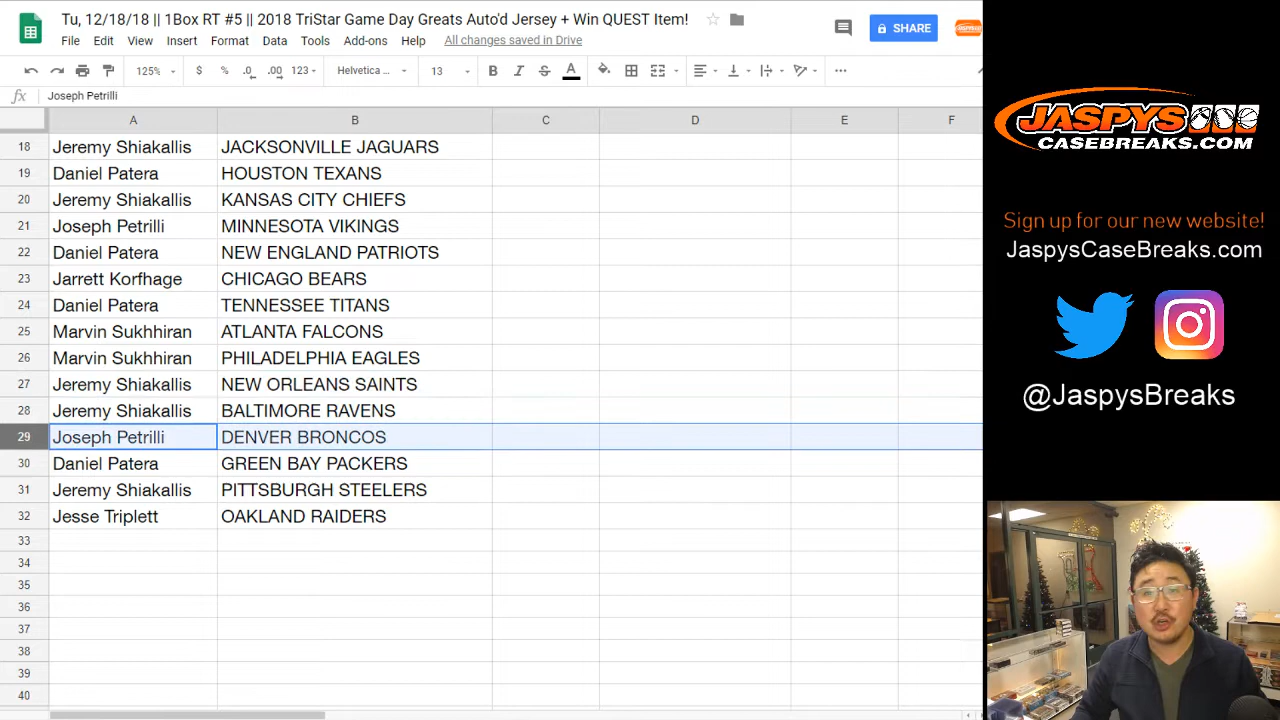 Tu, 12/18/18 || 1Box RT #5 || 2018 TriStar Game Day Greats Auto'd Jersey + Win QUEST Item!
File Edit View Insert Format Data Tools Add-ons Help All changes saved in Drive
SHARE
125% $ % .0 .00 123 Helvetica ... 13 B I S A
fx Joseph Petrilli
A B C D E F
18 Jeremy Shiakallis JACKSONVILLE JAGUARS
19 Daniel Patera HOUSTON TEXANS
20 Jeremy Shiakallis KANSAS CITY CHIEFS
21 Joseph Petrilli MINNESOTA VIKINGS
22 Daniel Patera NEW ENGLAND PATRIOTS
23 Jarrett Korfhage CHICAGO BEARS
24 Daniel Patera TENNESSEE TITANS
25 Marvin Sukhhiran ATLANTA FALCONS
26 Marvin Sukhhiran PHILADELPHIA EAGLES
27 Jeremy Shiakallis NEW ORLEANS SAINTS
28 Jeremy Shiakallis BALTIMORE RAVENS
29 Joseph Petrilli DENVER BRONCOS
30 Daniel Patera GREEN BAY PACKERS
31 Jeremy Shiakallis PITTSBURGH STEELERS
32 Jesse Triplett OAKLAND RAIDERS
33
34
35
36
37
38
39
40
JASPYS
CASEBREAKS.COM
Sign up for our new website!
JaspysCaseBreaks.com
@JaspysBreaks